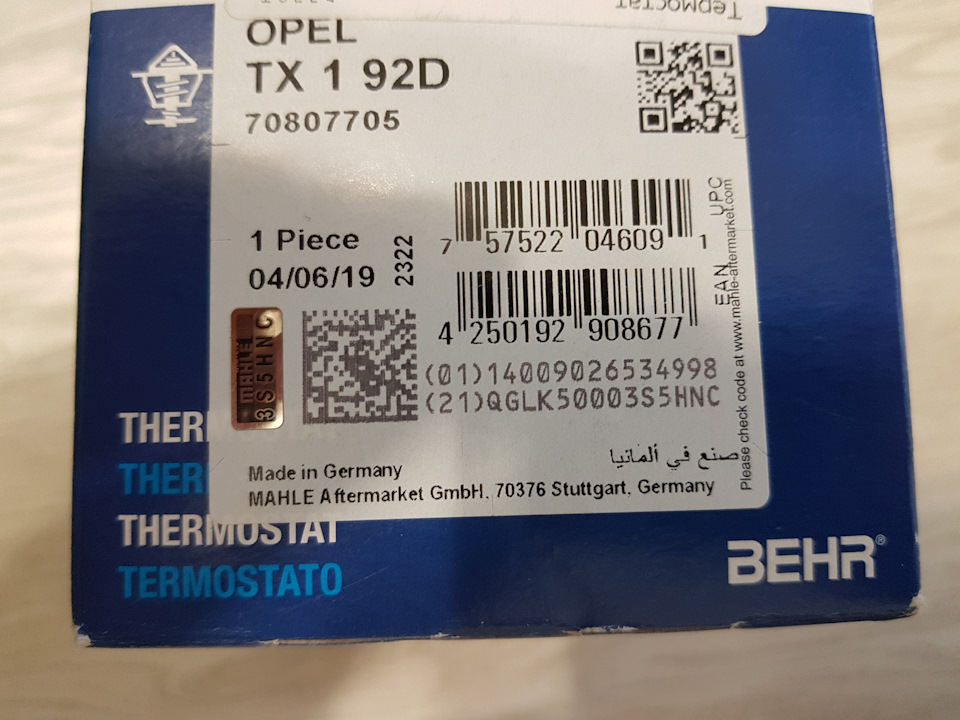 Термостат
OPEL
TX 1 92D
70807705
1 Piece
04/06/19
2322
7 57522 04609 1
UPC
4 250192 908677
EAN
(01)14009026534998
(21)QGLK50003S5HNC
MAHLE
3S5HNC
Please check code at www.mahle-aftermarket.com
صنع في ألمانيا
Made in Germany
MAHLE Aftermarket GmbH, 70376 Stuttgart, Germany
THERMOSTAT
TERMOSTATO
BEHR®